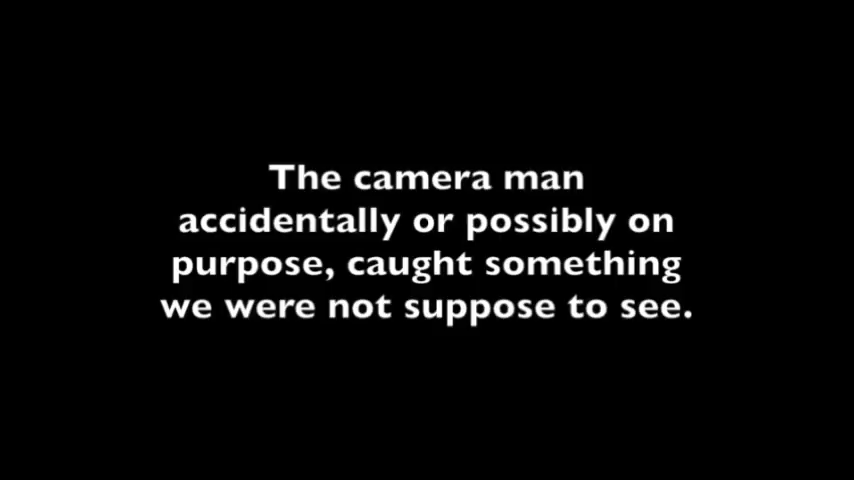 The camera man
accidentally or possibly on
purpose, caught something
we were not suppose to see.